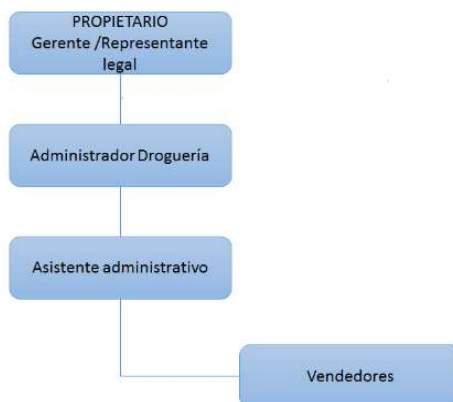 PROPIETARIO
Gerente /Representante
legal
Administrador Droguería
Asistente administrativo
Vendedores